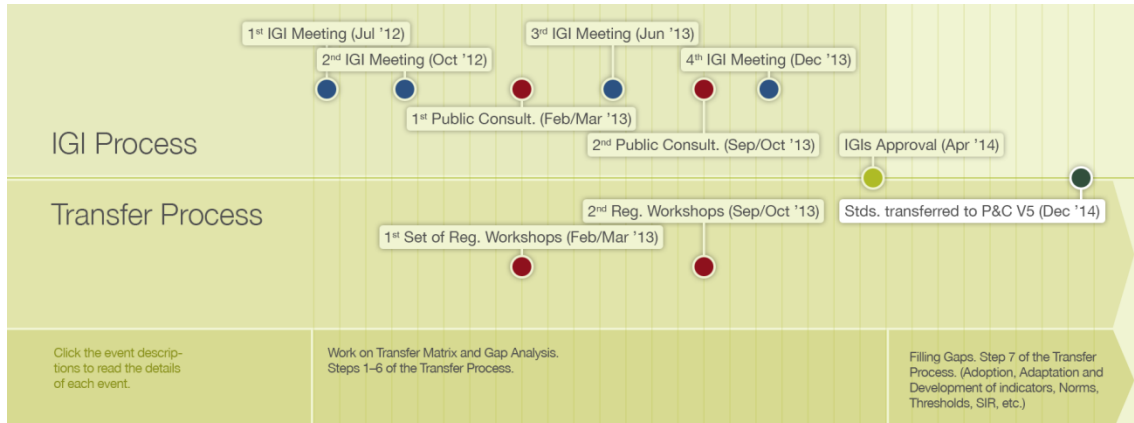 1st IGI Meeting (Jul ’12)
3rd IGI Meeting (Jun ’13)
2nd IGI Meeting (Oct ’12)
4th IGI Meeting (Dec ’13)
1st Public Consult. (Feb/Mar ’13)
IGI Process
2nd Public Consult. (Sep/Oct ’13)
IGIs Approval (Apr ’14)
Transfer Process
2nd Reg. Workshops (Sep/Oct ’13)
Stds. transferred to P&C V5 (Dec ’14)
1st Set of Reg. Workshops (Feb/Mar ’13)
Click the event descrip-
tions to read the details
of each event.
Work on Transfer Matrix and Gap Analysis.
Steps 1–6 of the Transfer Process.
Filling Gaps. Step 7 of the Transfer
Process. (Adoption, Adaptation and
Development of indicators, Norms,
Thresholds, SIR, etc.)